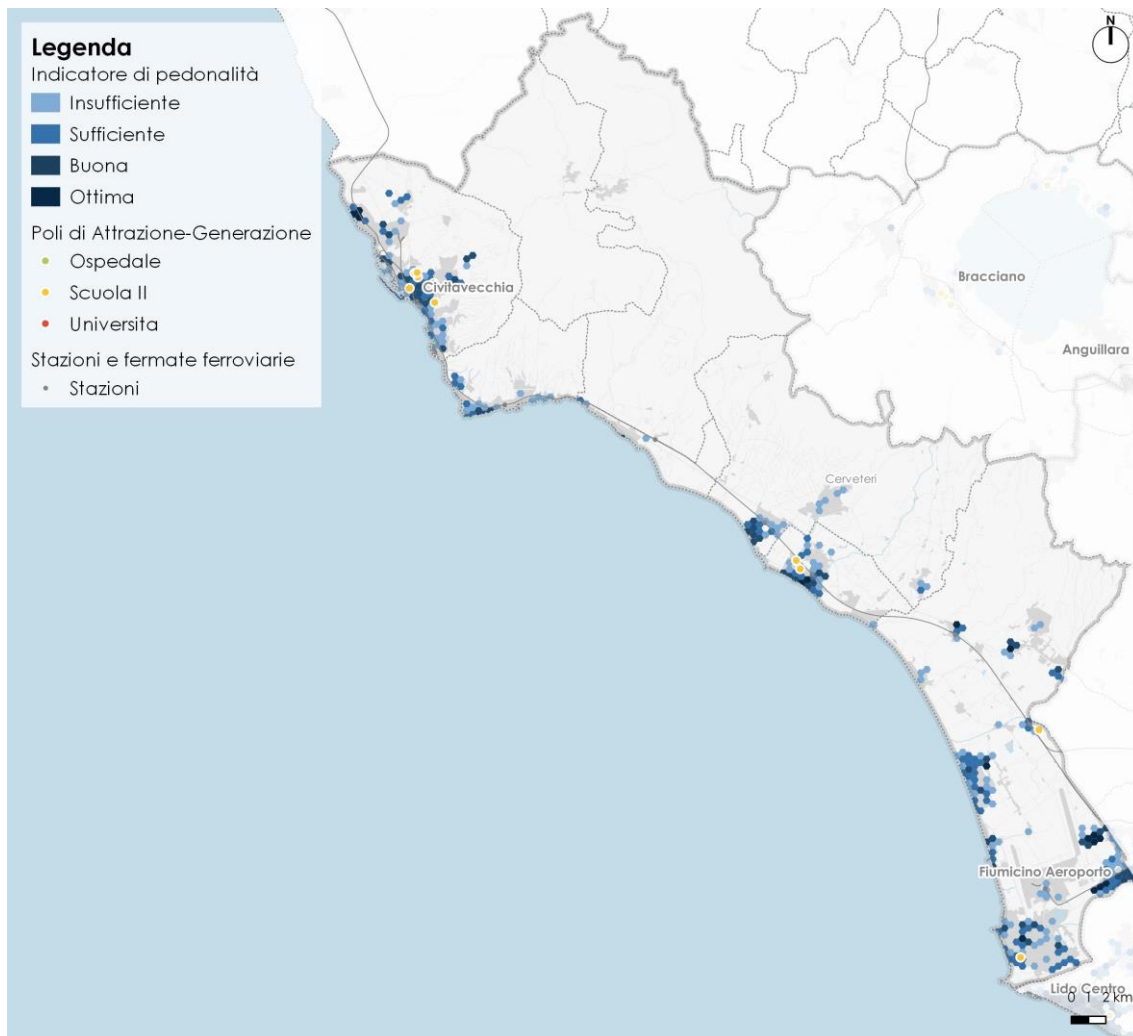 Legenda
Indicatore di pedonalità
Insufficiente
Sufficiente
Buona
Ottima
Poli di Attrazione-Generazione
Ospedale
Scuola II
Universita
Stazioni e fermate ferroviarie
Stazioni
N
Civitavecchia
Bracciano
Anguillara
Cerveteri
Fiumicino Aeroporto
Lido Centro
0 1 2 km